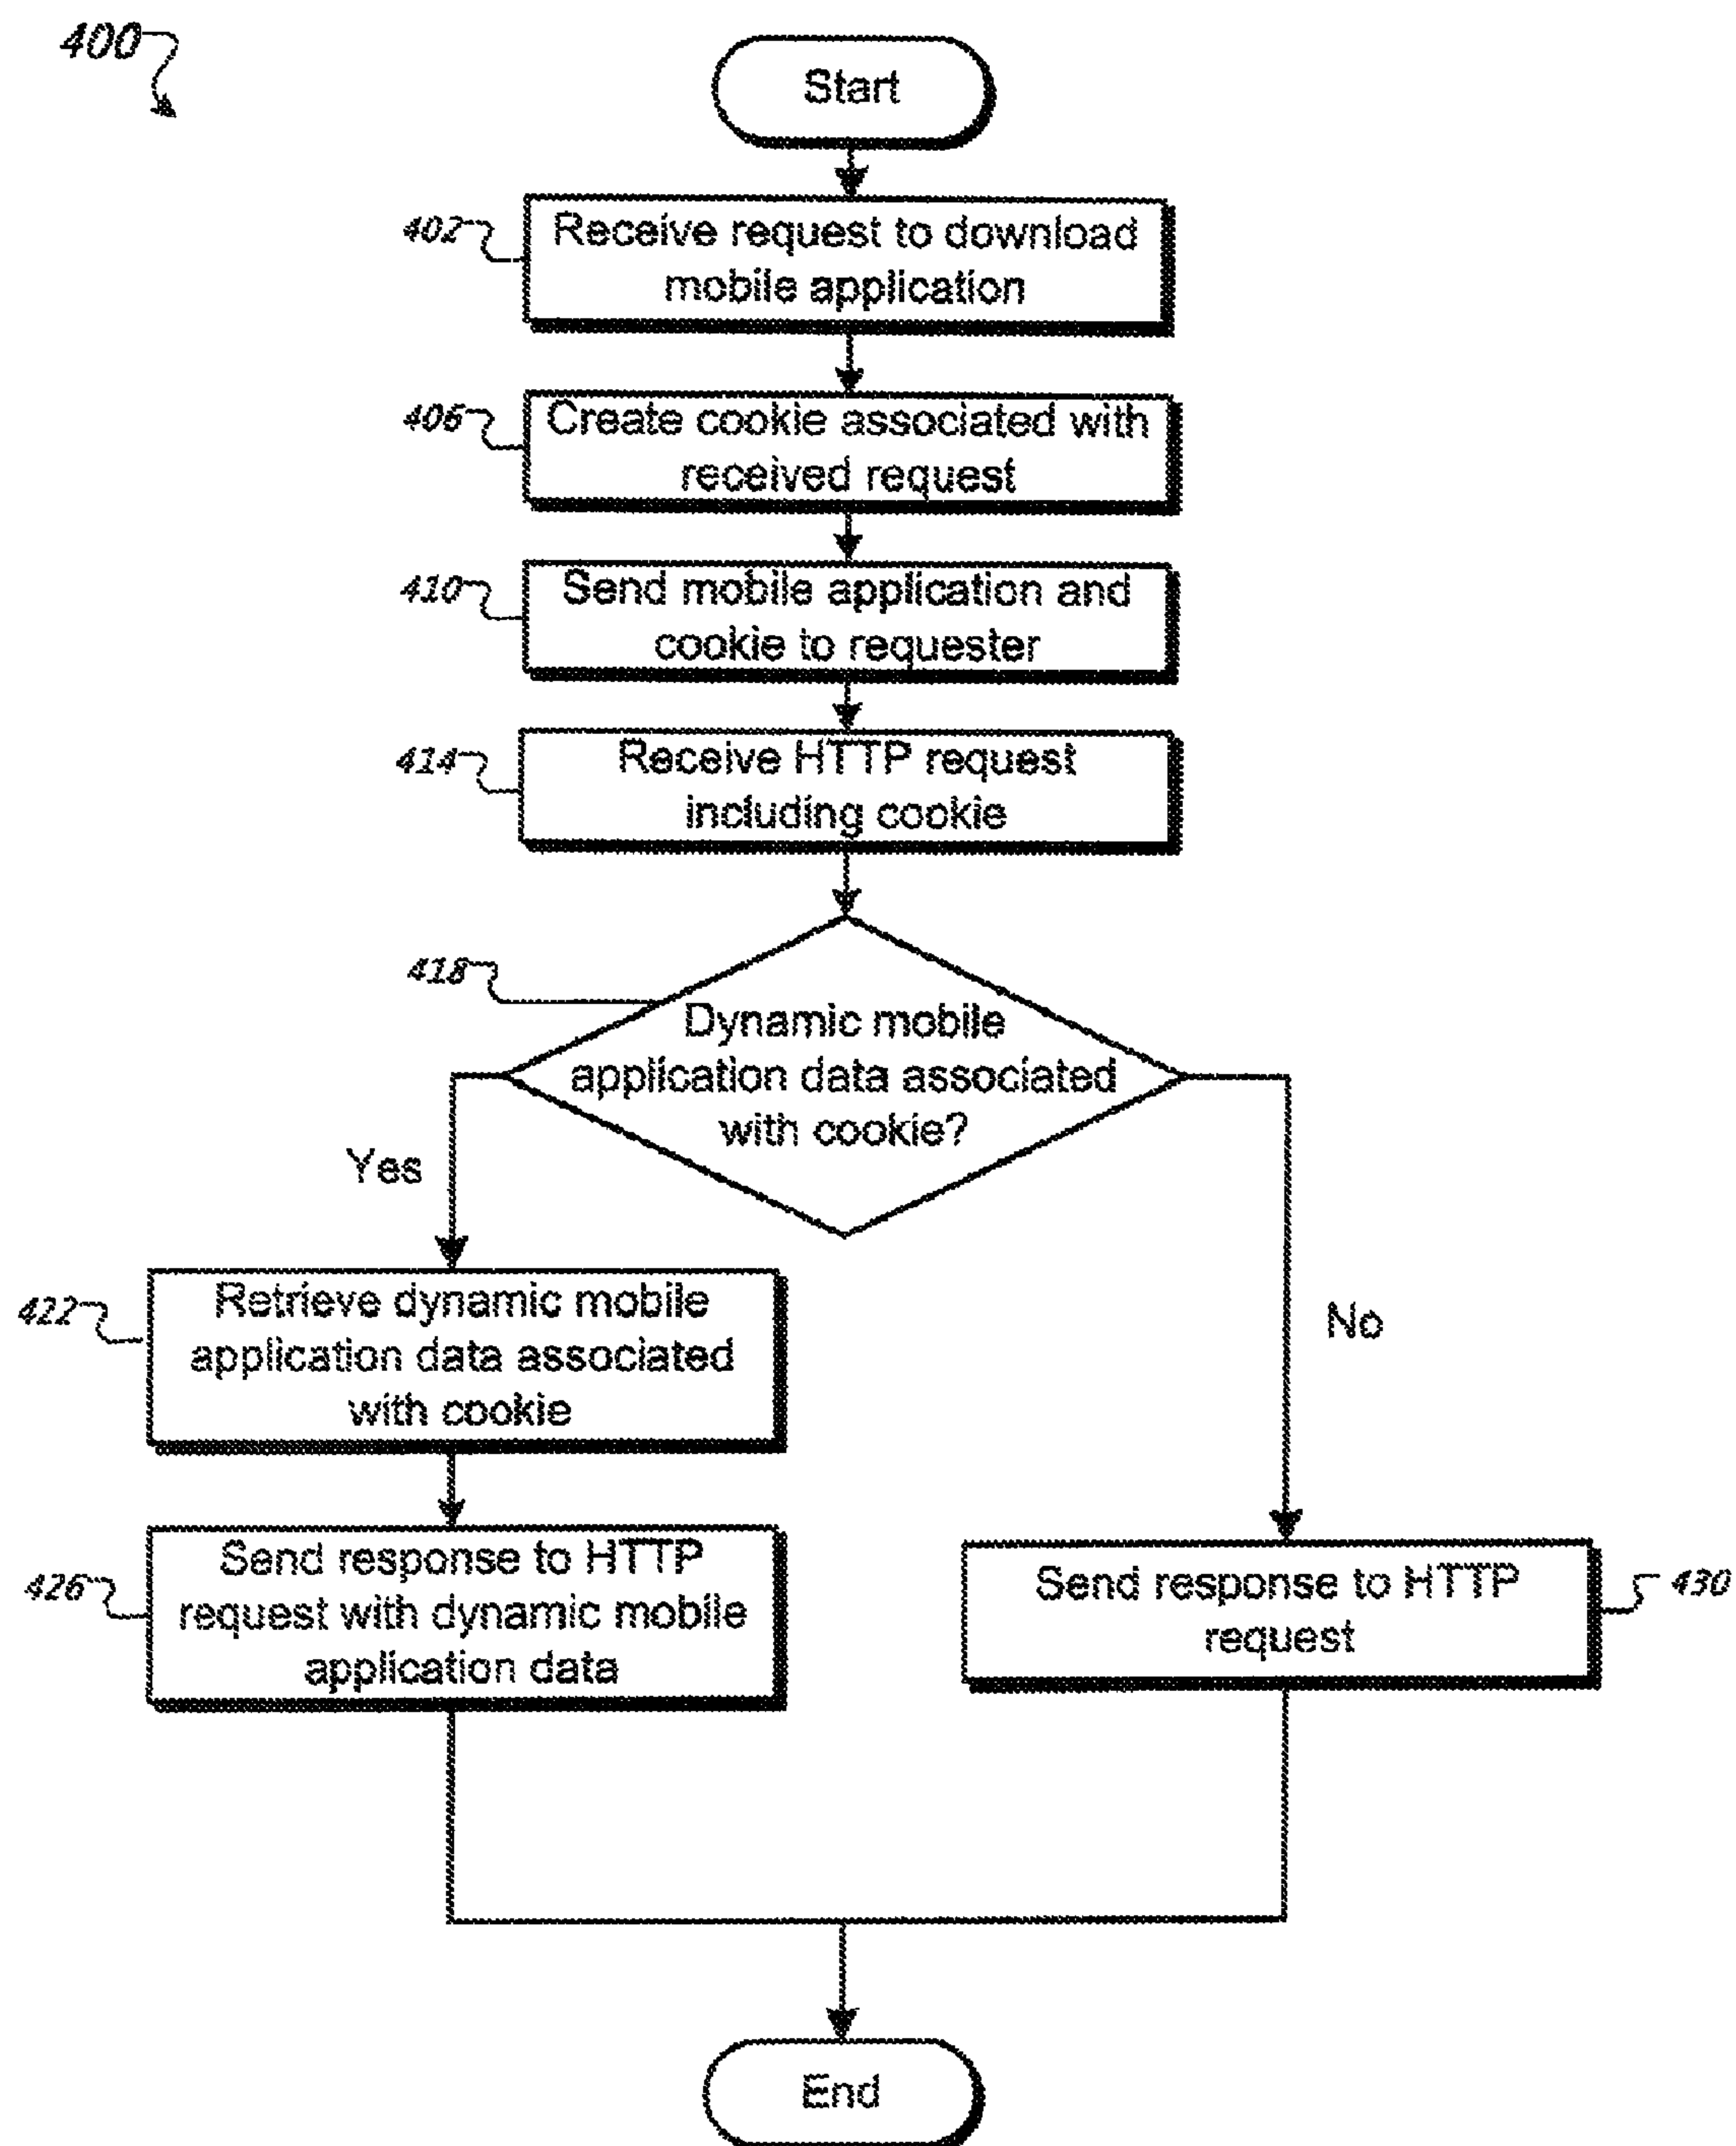 400
Start
402
Receive request to download
mobile application
406
Create cookie associated with
received request
410
Send mobile application and
cookie to requester
414
Receive HTTP request
including cookie
418
Dynamic mobile
application data associated
with cookie?
Yes
No
422
Retrieve dynamic mobile
application data associated
with cookie
426
Send response to HTTP
request with dynamic mobile
application data
Send response to HTTP
request
430
End